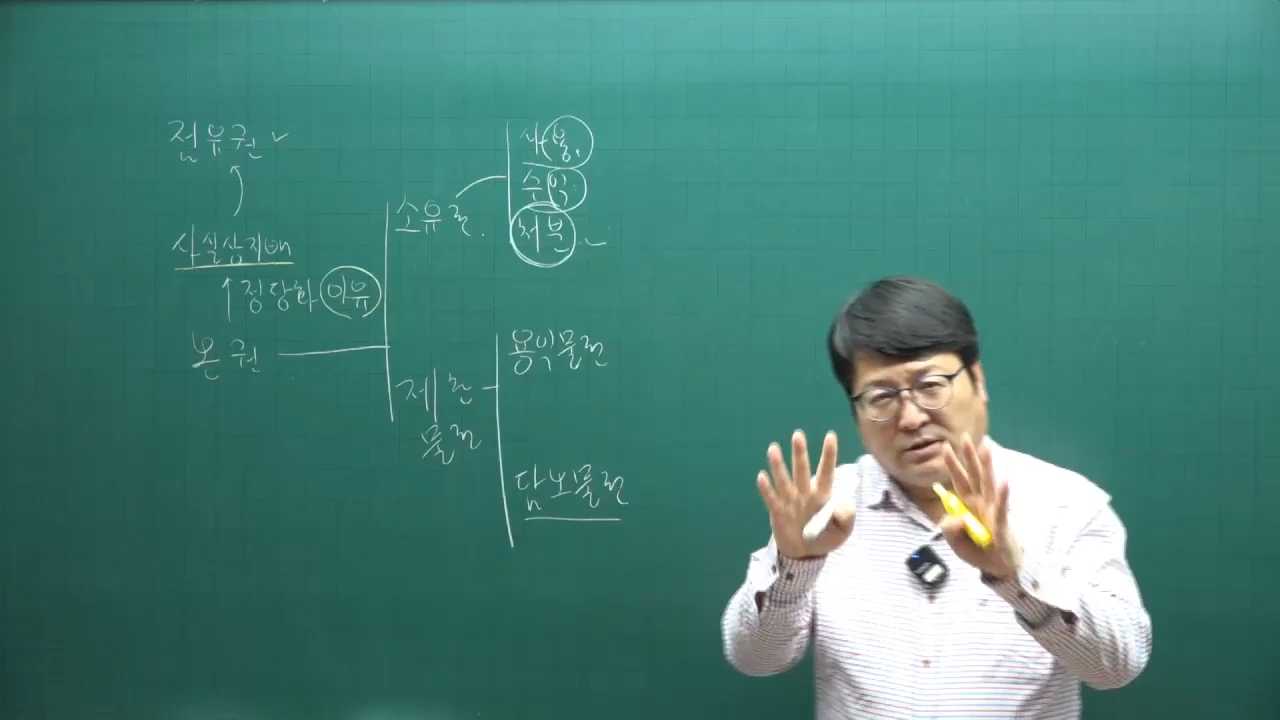 점유권
사실상지배
정당화 이유
본권
소유권
사용.
수익
처분
제한
물권
용익물권
담보물권